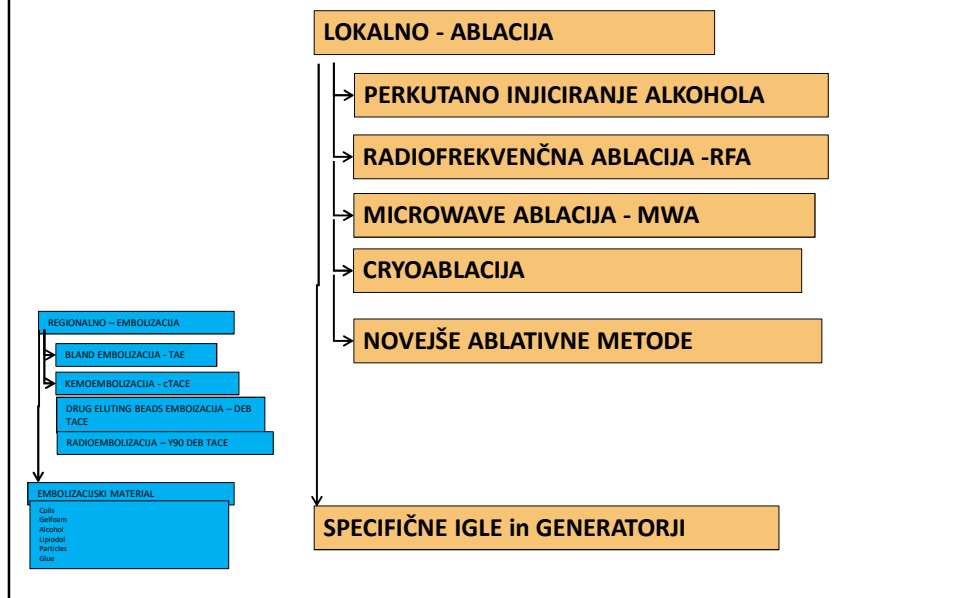 LOKALNO - ABLACIJA
PERKUTANO INJICIRANJE ALKOHOLA
RADIOFREKVENČNA ABLACIJA -RFA
MICROWAVE ABLACIJA - MWA
CRYOABLACIJA
NOVEJŠE ABLATIVNE METODE
SPECIFIČNE IGLE in GENERATORJI
REGIONALNO – EMBOLIZACIJA
BLAND EMBOLIZACIJA - TAE
KEMOEMBOLIZACIJA - cTACE
DRUG ELUTING BEADS EMBOIZACIJA – DEB
TACE
RADIOEMBOLIZACIJA – Y90 DEB TACE
EMBOLIZACIJSKI MATERIAL
Coils
Gelfoam
Alcohol
Lipiodol
Particles
Glue